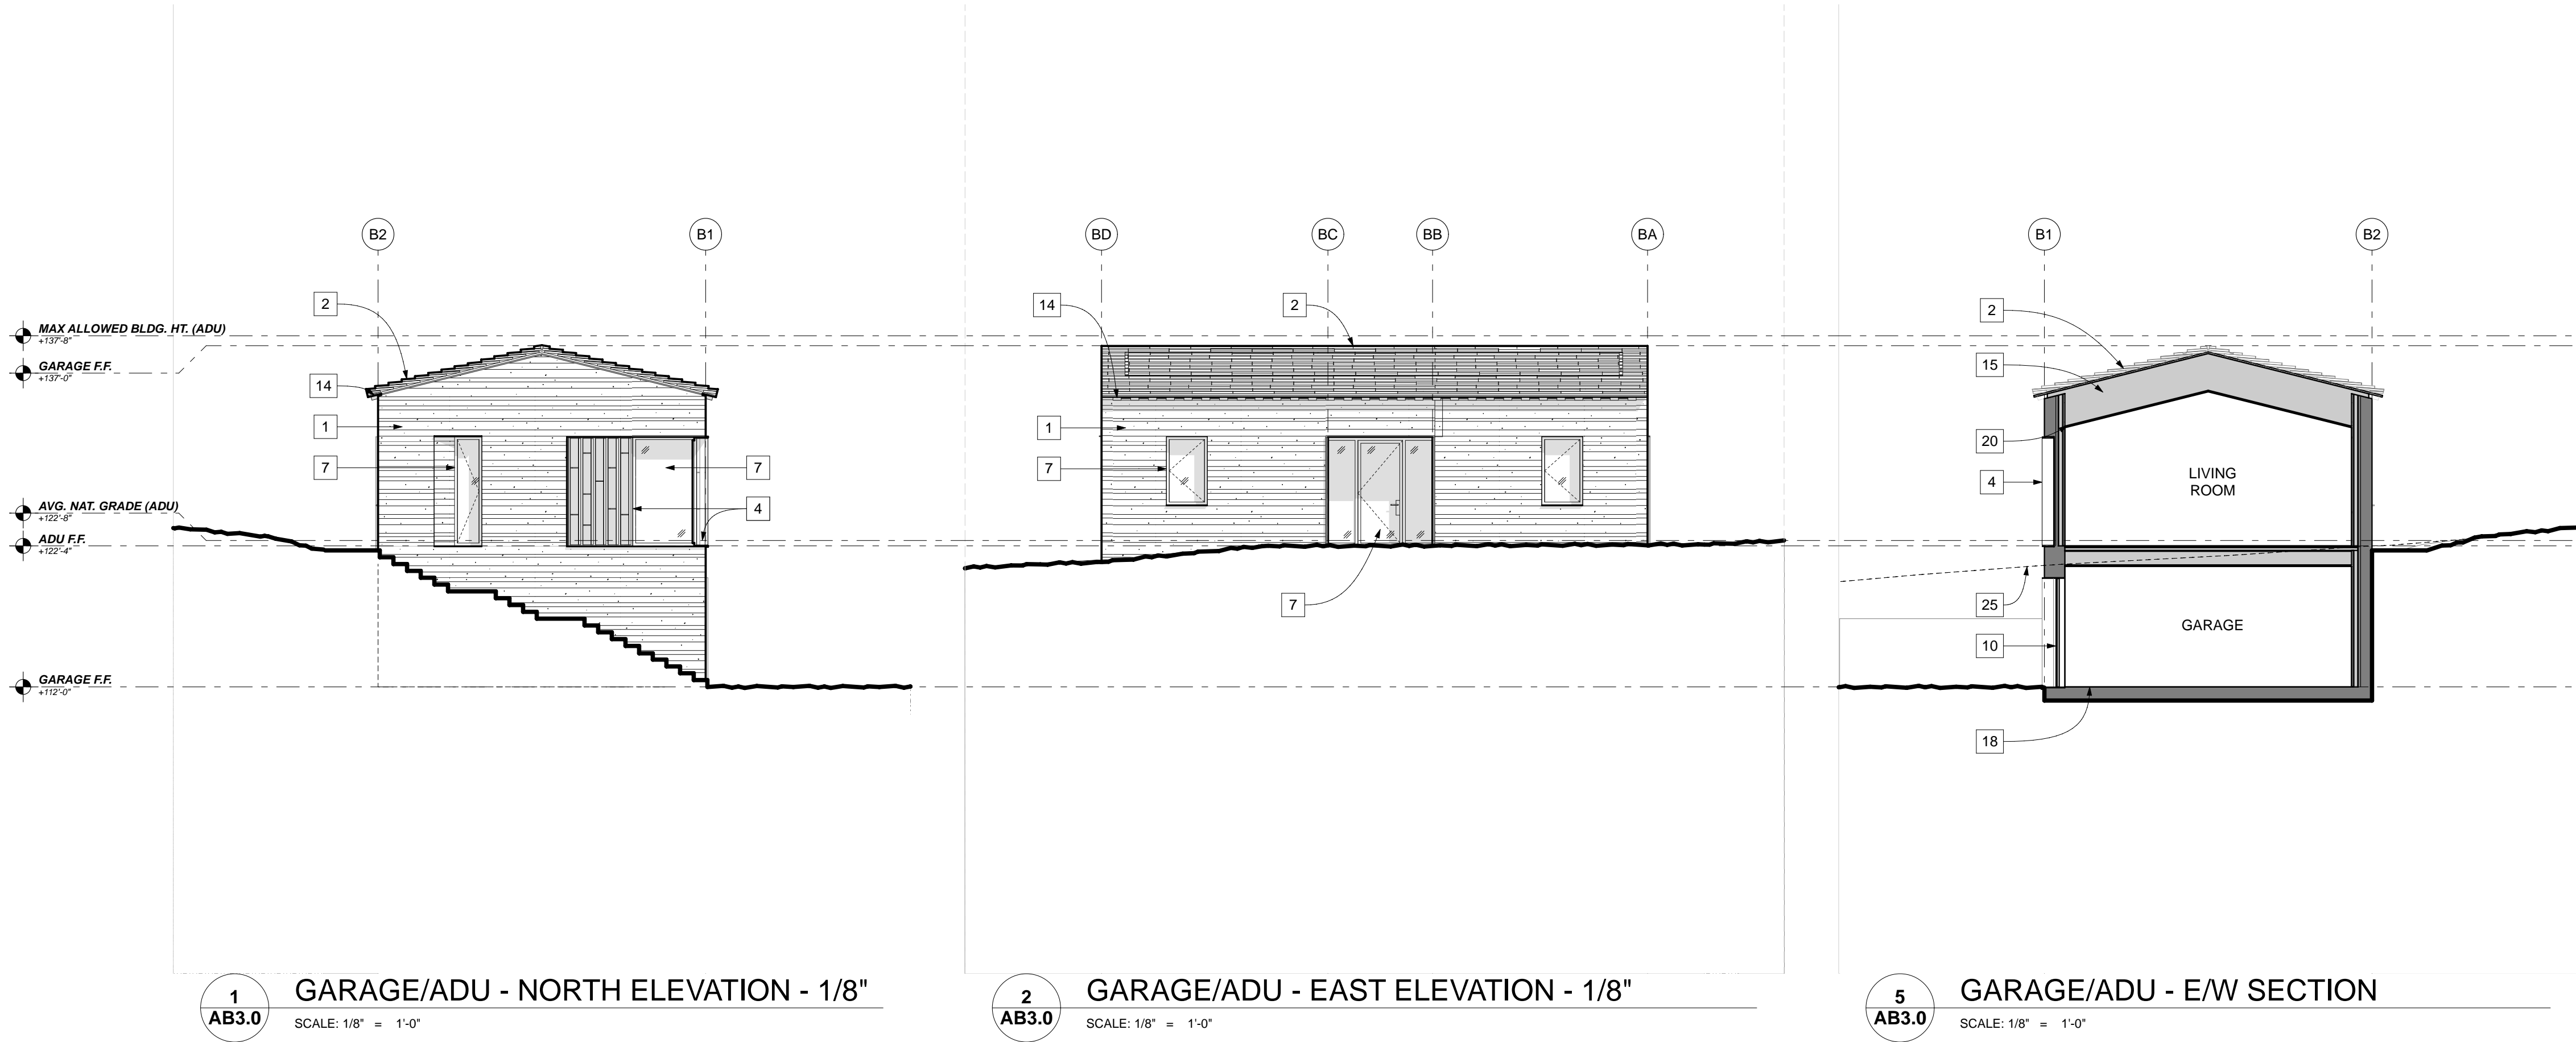 B2
B1
BD
BC
BB
BA
B1
B2
2
14
2
2
MAX ALLOWED BLDG. HT. (ADU)
+137'-8"
GARAGE F.F.
+137'-0"
15
14
1
1
20
7
7
7
LIVING
ROOM
4
4
AVG. NAT. GRADE (ADU)
+122'-8"
ADU F.F.
+122'-4"
7
25
GARAGE
10
GARAGE F.F.
+112'-0"
18
1
AB3.0
GARAGE/ADU - NORTH ELEVATION - 1/8"
SCALE: 1/8" = 1'-0"
2
AB3.0
GARAGE/ADU - EAST ELEVATION - 1/8"
SCALE: 1/8" = 1'-0"
5
AB3.0
GARAGE/ADU - E/W SECTION
SCALE: 1/8" = 1'-0"